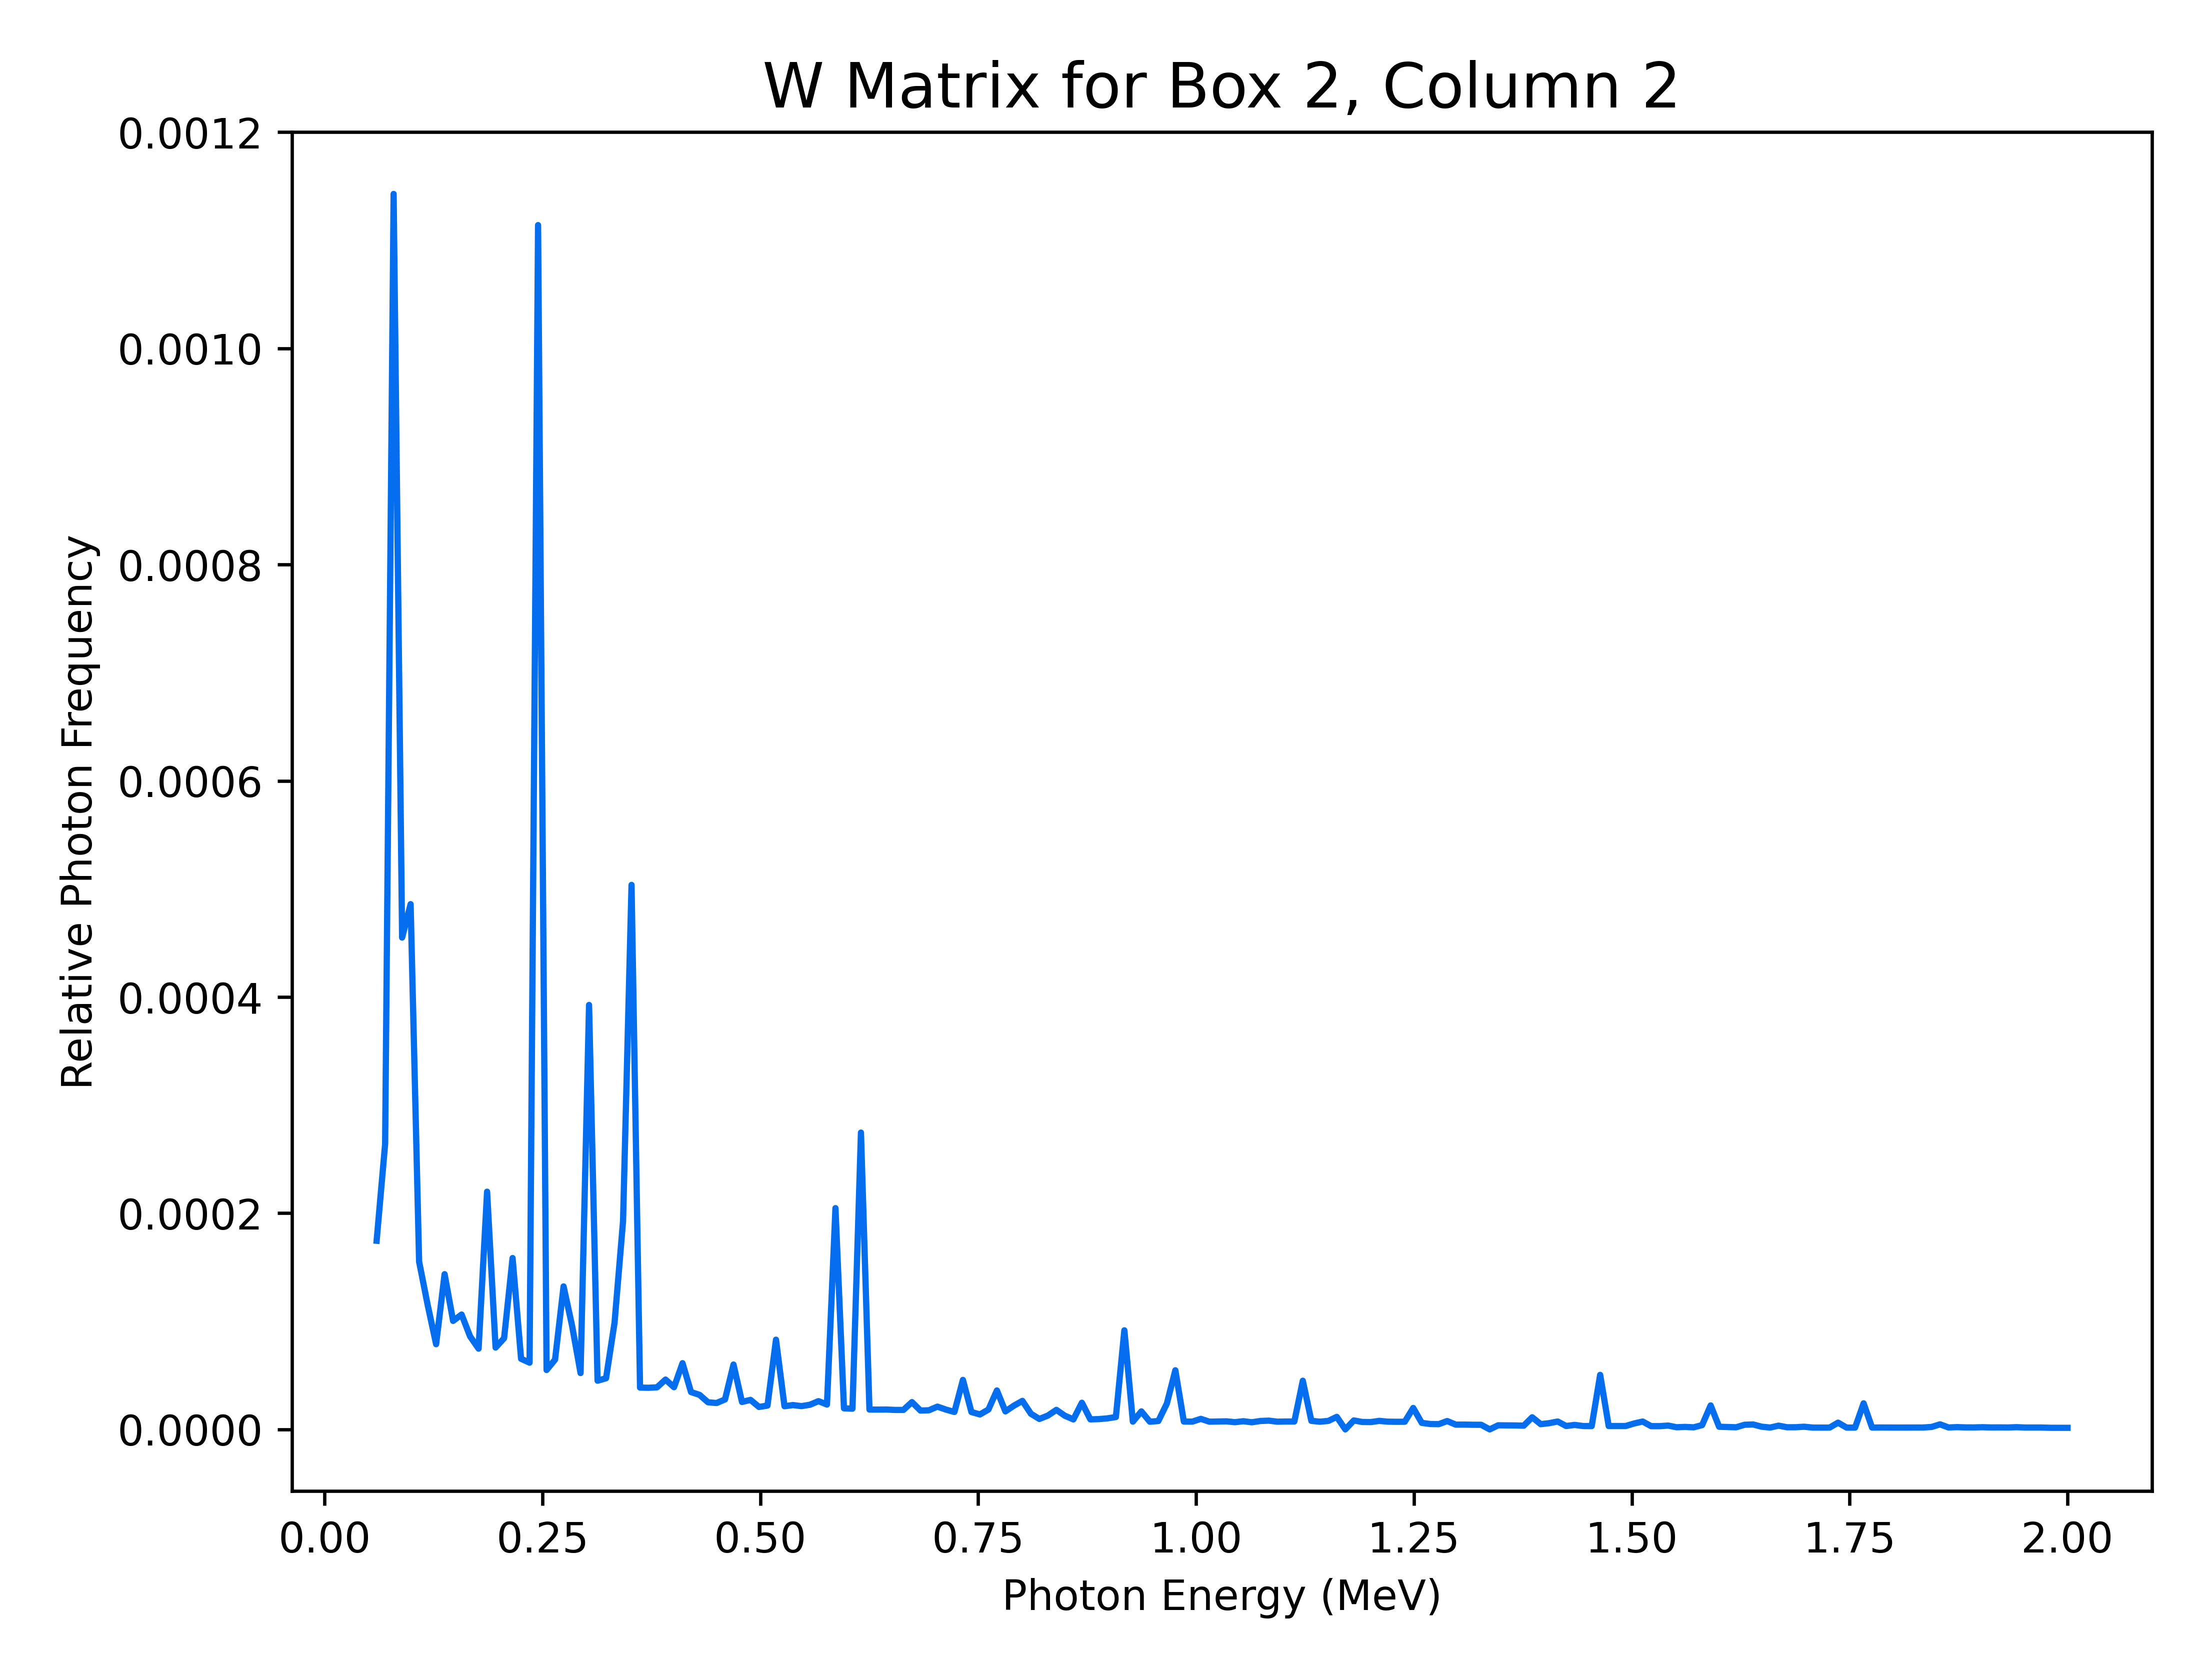 W Matrix for Box 2, Column 2
0.0012
0.0010
0.0008
0.0006
0.0004
0.0002
0.0000
Relative Photon Frequency
0.00 0.25 0.50 0.75 1.00 1.25 1.50 1.75 2.00
Photon Energy (MeV)